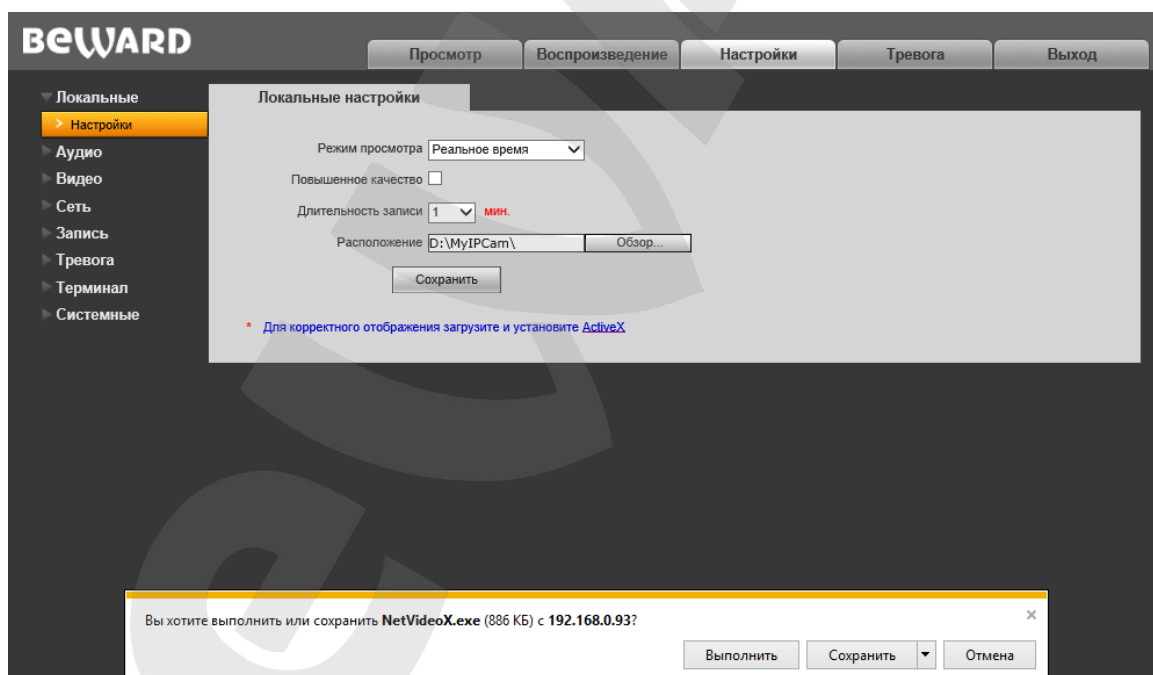 BEWARD
Просмотр Воспроизведение Настройки Тревога Выход
Локальные
> Настройки
Аудио
Видео
Сеть
Запись
Тревога
Терминал
Системные
Локальные настройки
Режим просмотра Реальное время
Повышенное качество
Длительность записи 1 мин.
Расположение D:\MyIPCam\ Обзор...
Сохранить
* Для корректного отображения загрузите и установите ActiveX
Вы хотите выполнить или сохранить NetVideoX.exe (886 КБ) с 192.168.0.93?
Выполнить Сохранить Отмена